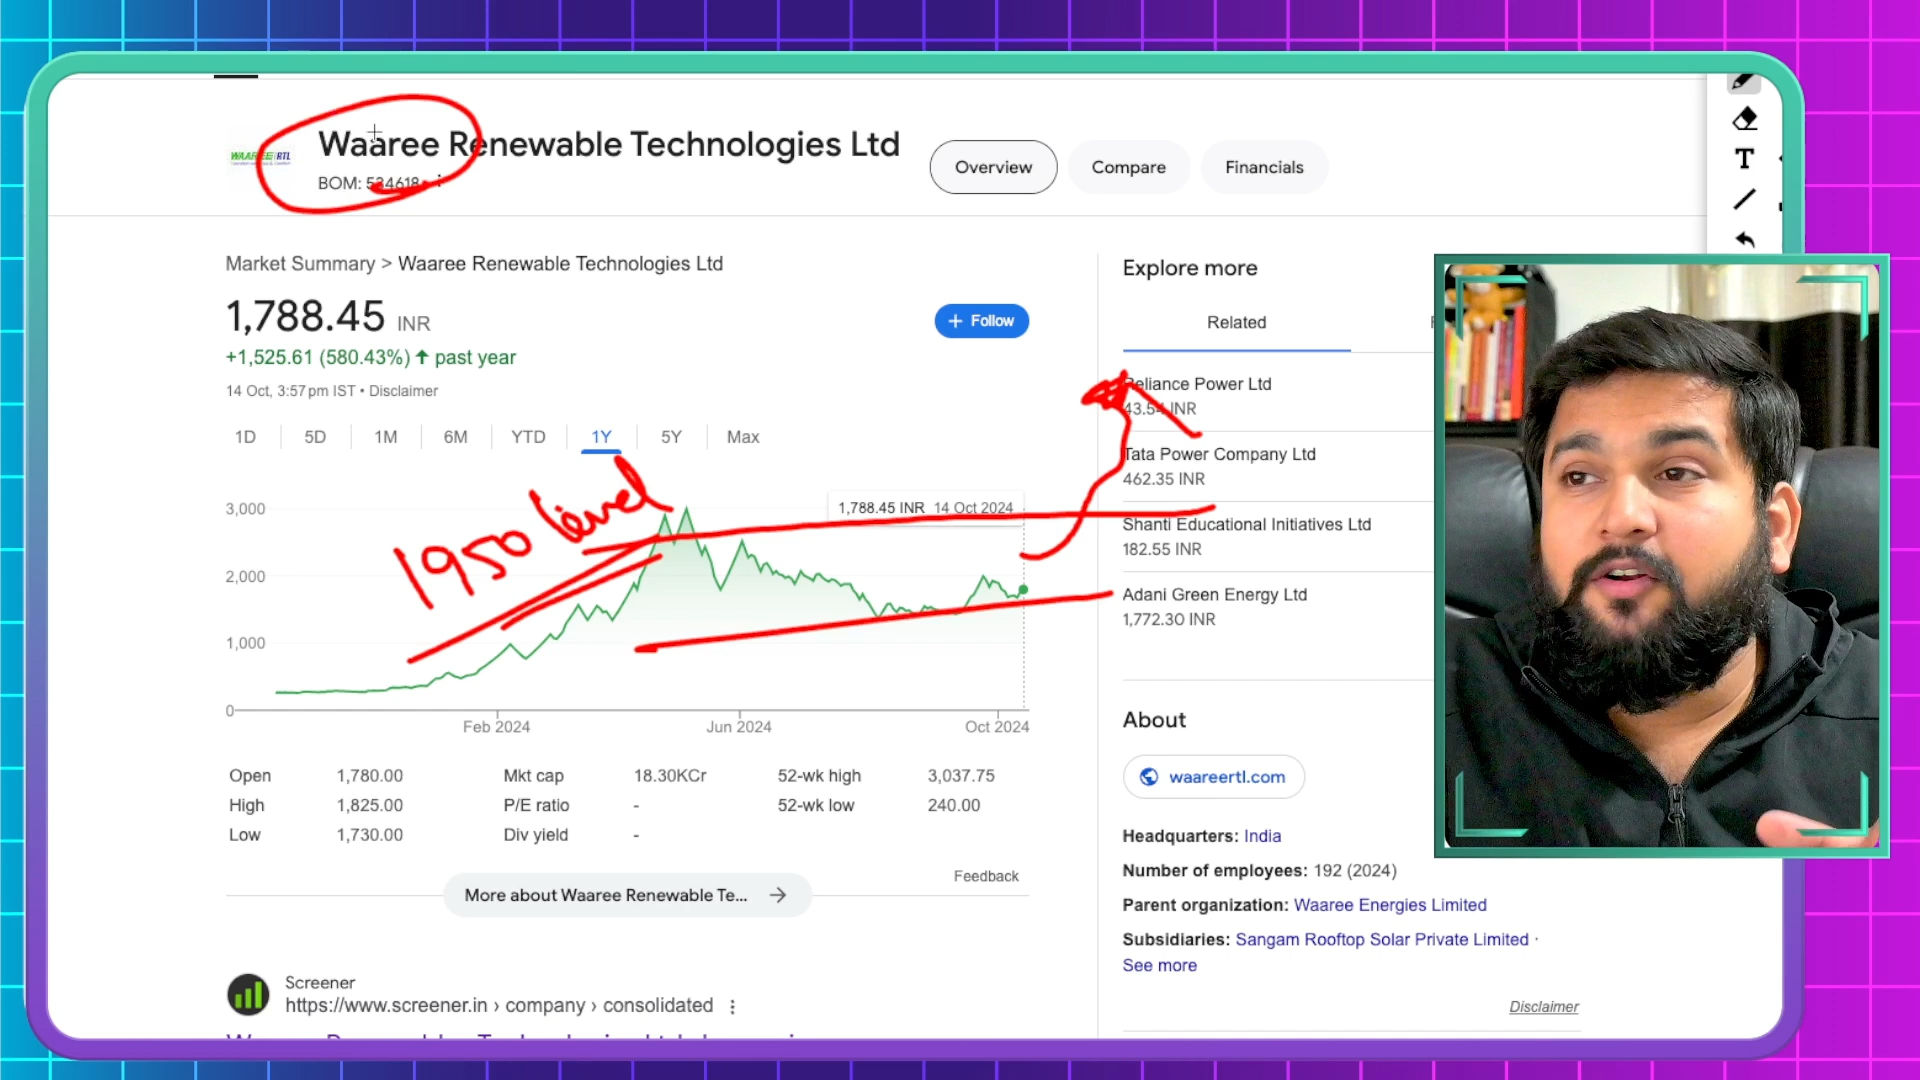 Waaree Renewable Technologies Ltd
WAAREE RTL
BOM: 534618
Overview
Compare
Financials
T
Market Summary > Waaree Renewable Technologies Ltd
1,788.45 INR
+ Follow
+1,525.61 (580.43%) ↑ past year
14 Oct, 3:57 pm IST • Disclaimer
1D 5D 1M 6M YTD 1Y 5Y Max
1950 level
1,788.45 INR 14 Oct 2024
3,000
2,000
1,000
0
Feb 2024 Jun 2024 Oct 2024
Open 1,780.00 Mkt cap 18.30KCr 52-wk high 3,037.75
High 1,825.00 P/E ratio - 52-wk low 240.00
Low 1,730.00 Div yield -
Feedback
More about Waaree Renewable Te... →
Screener
https://www.screener.in › company › consolidated
Explore more
Related
Reliance Power Ltd
43.54 INR
Tata Power Company Ltd
462.35 INR
Shanti Educational Initiatives Ltd
182.55 INR
Adani Green Energy Ltd
1,772.30 INR
About
waareertl.com
Headquarters: India
Number of employees: 192 (2024)
Parent organization: Waaree Energies Limited
Subsidiaries: Sangam Rooftop Solar Private Limited ·
See more
Disclaimer